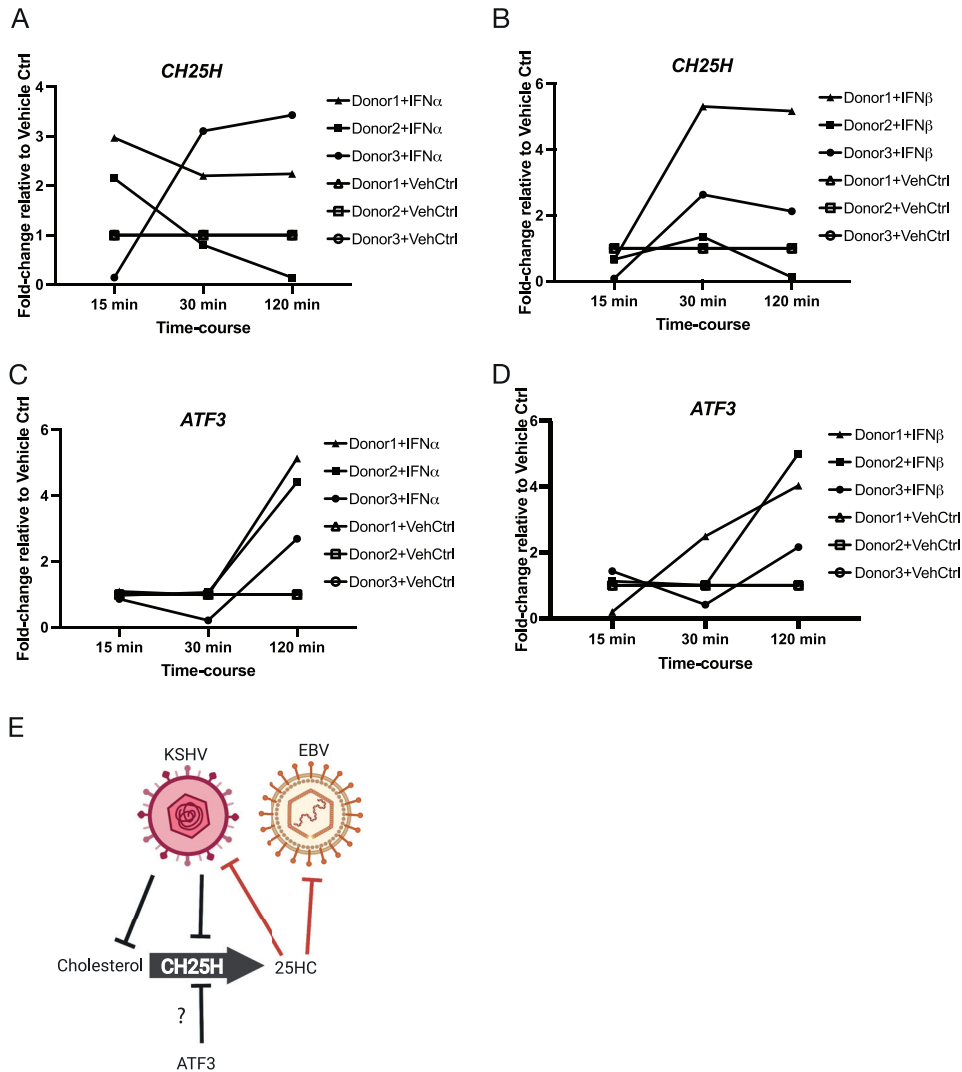 A
CH25H
Fold-change relative to Vehicle Ctrl
4
3
2
1
0
15 min 30 min 120 min
Time-course
Donor1+IFNα
Donor2+IFNα
Donor3+IFNα
Donor1+VehCtrl
Donor2+VehCtrl
Donor3+VehCtrl
B
CH25H
Fold-change relative to Vehicle Ctrl
6
4
2
0
15 min 30 min 120 min
Time-course
Donor1+IFNβ
Donor2+IFNβ
Donor3+IFNβ
Donor1+VehCtrl
Donor2+VehCtrl
Donor3+VehCtrl
C
ATF3
Fold-change relative to Vehicle Ctrl
6
4
2
0
15 min 30 min 120 min
Time-course
Donor1+IFNα
Donor2+IFNα
Donor3+IFNα
Donor1+VehCtrl
Donor2+VehCtrl
Donor3+VehCtrl
D
ATF3
Fold-change relative to Vehicle Ctrl
6
4
2
0
15 min 30 min 120 min
Time-course
Donor1+IFNβ
Donor2+IFNβ
Donor3+IFNβ
Donor1+VehCtrl
Donor2+VehCtrl
Donor3+VehCtrl
E
KSHV EBV
Cholesterol CH25H 25HC
?
ATF3